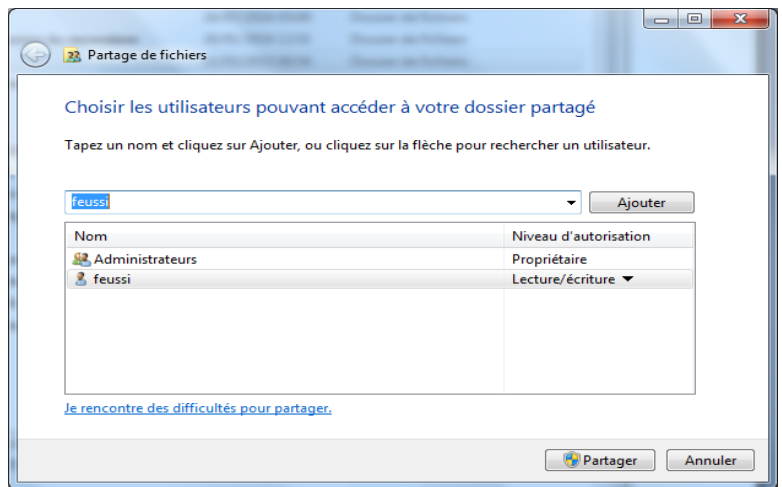 Partage de fichiers
Choisir les utilisateurs pouvant accéder à votre dossier partagé
Tapez un nom et cliquez sur Ajouter, ou cliquez sur la flèche pour rechercher un utilisateur.
feussi Ajouter
Nom Niveau d'autorisation
Administrateurs Propriétaire
feussi Lecture/écriture
Je rencontre des difficultés pour partager.
Partager Annuler